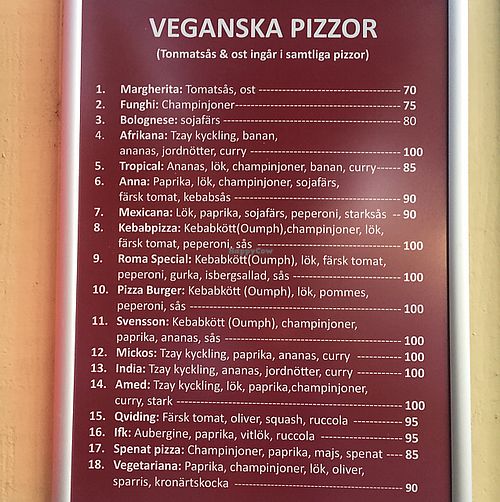 VEGANSKA PIZZOR
(Tonmatsås & ost ingår i samtliga pizzor)
1. Margherita: Tomatsås, ost 70
2. Funghi: Champinjoner 75
3. Bolognese: sojafärs 80
4. Afrikana: Tzay kyckling, banan,
ananas, jordnötter, curry 100
5. Tropical: Ananas, lök, champinjoner, banan, curry 85
6. Anna: Paprika, lök, champinjoner, sojafärs,
färsk tomat, kebabsås 90
7. Mexicana: Lök, paprika, sojafärs, peperoni, starksås 90
8. Kebabpizza: Kebabkött(Oumph),champinjoner, lök,
färsk tomat, peperoni, sås 100
HappyCow
9. Roma Special: Kebabkött(Oumph), lök, färsk tomat,
peperoni, gurka, isbergsallad, sås 100
10. Pizza Burger: Kebabkött (Oumph), lök, pommes,
peperoni, sås 100
11. Svensson: Kebabkött (Oumph), champinjoner,
paprika, ananas, sås 100
12. Mickos: Tzay kyckling, paprika, ananas, curry 100
13. India: Tzay kyckling, ananas, jordnötter, curry 100
14. Amed: Tzay kyckling, lök, paprika,champinjoner,
curry, stark 100
15. Qviding: Färsk tomat, oliver, squash, ruccola 95
16. Ifk: Aubergine, paprika, vitlök, ruccola 95
17. Spenat pizza: Champinjoner, paprika, majs, spenat 85
18. Vegetariana: Paprika, champinjoner, lök, oliver,
sparris, kronärtskocka 90